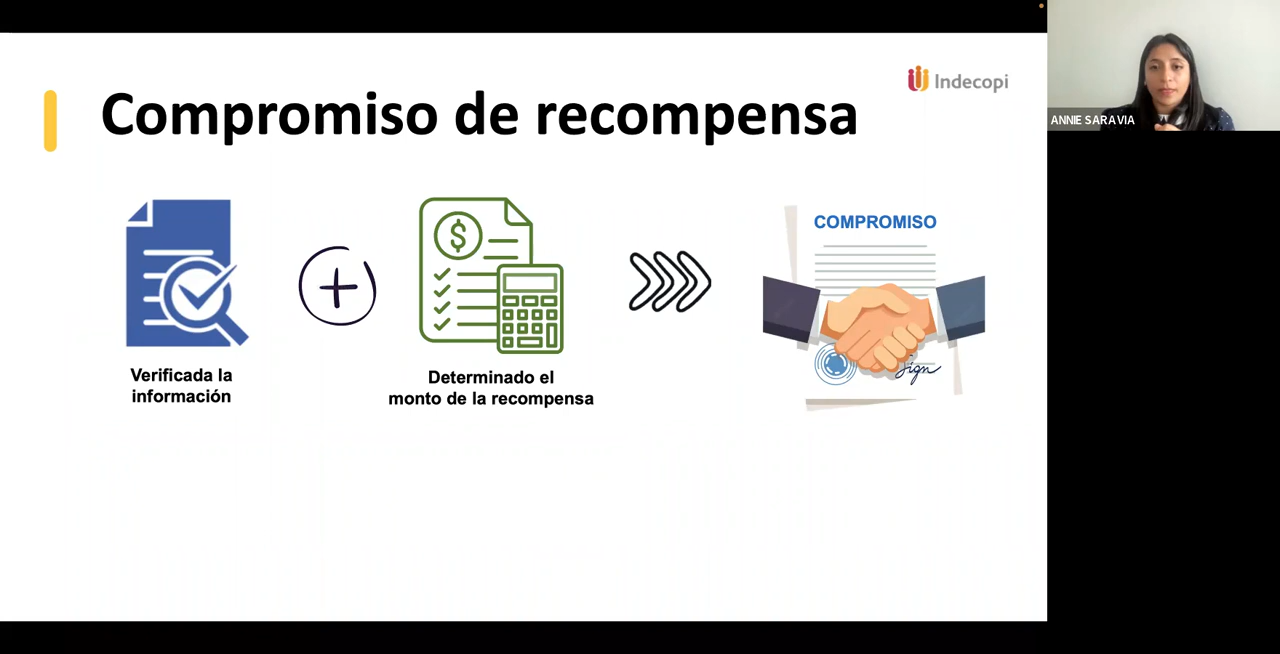 Compromiso de recompensa
Indecopi
ANNIE SARAVIA
COMPROMISO
Sign
$
Verificada la
información
Determinado el
monto de la recompensa